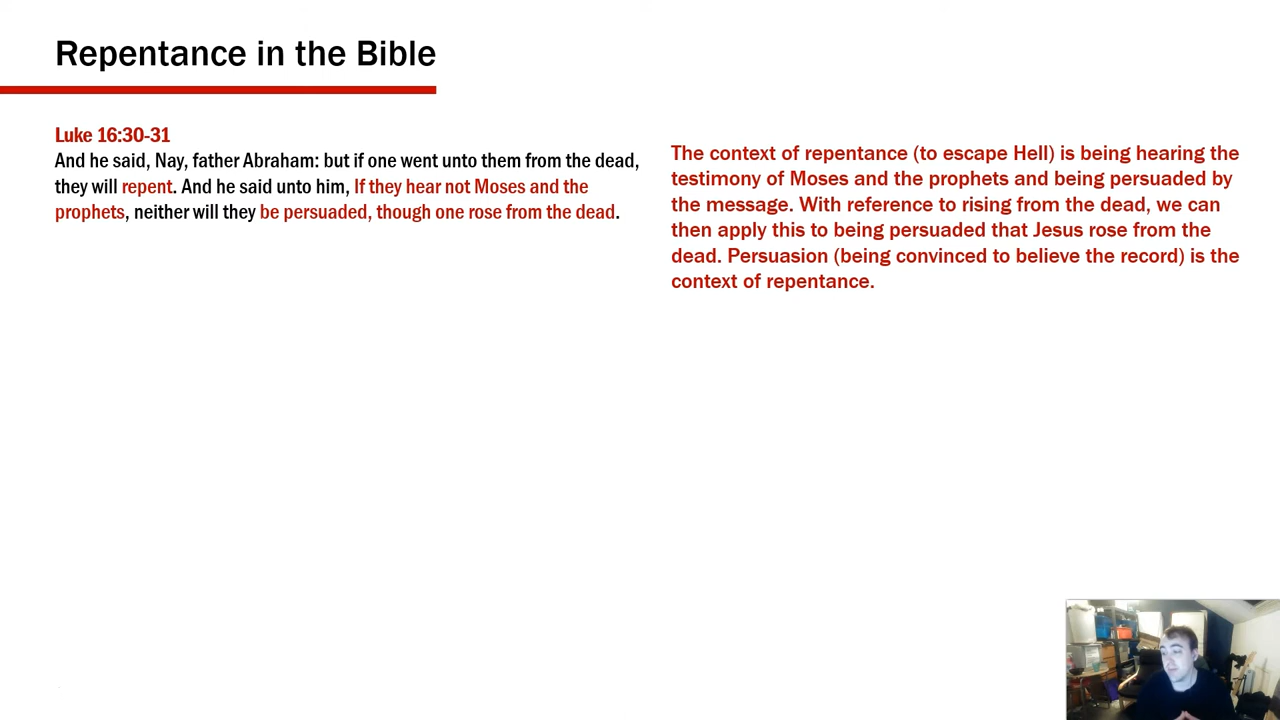 Repentance in the Bible
Luke 16:30-31
And he said, Nay, father Abraham: but if one went unto them from the dead,
they will repent. And he said unto him, If they hear not Moses and the
prophets, neither will they be persuaded, though one rose from the dead.
The context of repentance (to escape Hell) is being hearing the
testimony of Moses and the prophets and being persuaded by
the message. With reference to rising from the dead, we can
then apply this to being persuaded that Jesus rose from the
dead. Persuasion (being convinced to believe the record) is the
context of repentance.